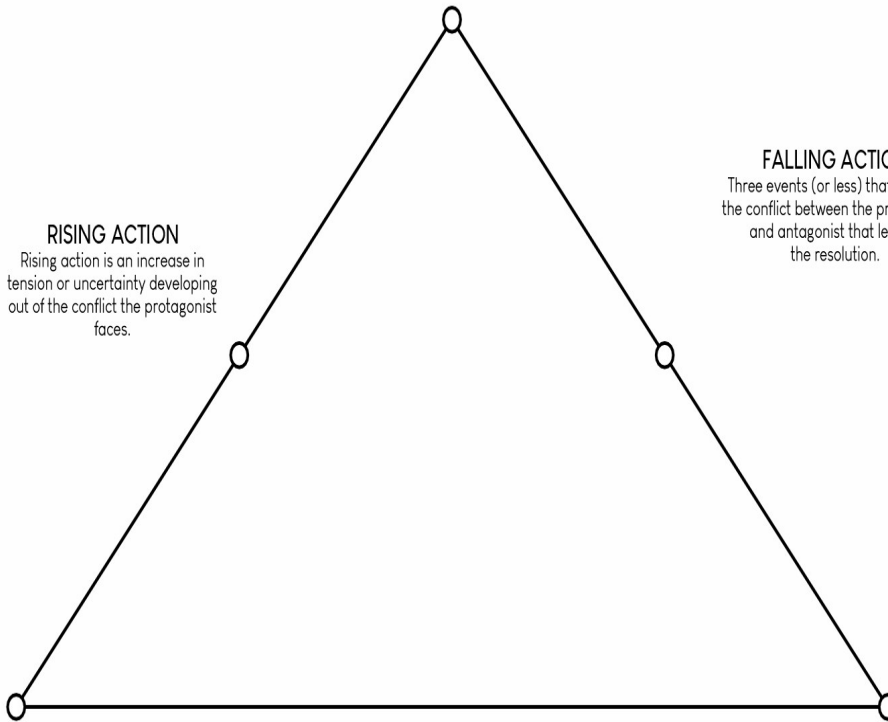 RISING ACTION
Rising action is an increase in
tension or uncertainty developing
out of the conflict the protagonist
faces.
FALLING
Three events (or less)
the conflict between the
and antagonist that
the resolution.